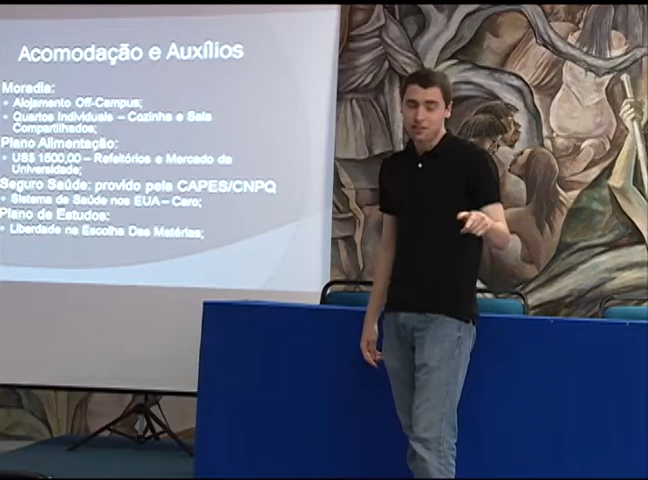 Acomodação e Auxílios
Moradia:
• Alojamento Off-Campus;
• Quartos Individuais – Cozinha e Sala
Compartilhados;
Plano Alimentação:
• US$ 1500,00 – Refeitórios e Mercado da
Universidade;
Seguro Saúde: provido pela CAPES/CNPQ
• Sistema de Saúde nos EUA – Caro;
Plano de Estudos:
• Liberdade na Escolha Das Matérias;